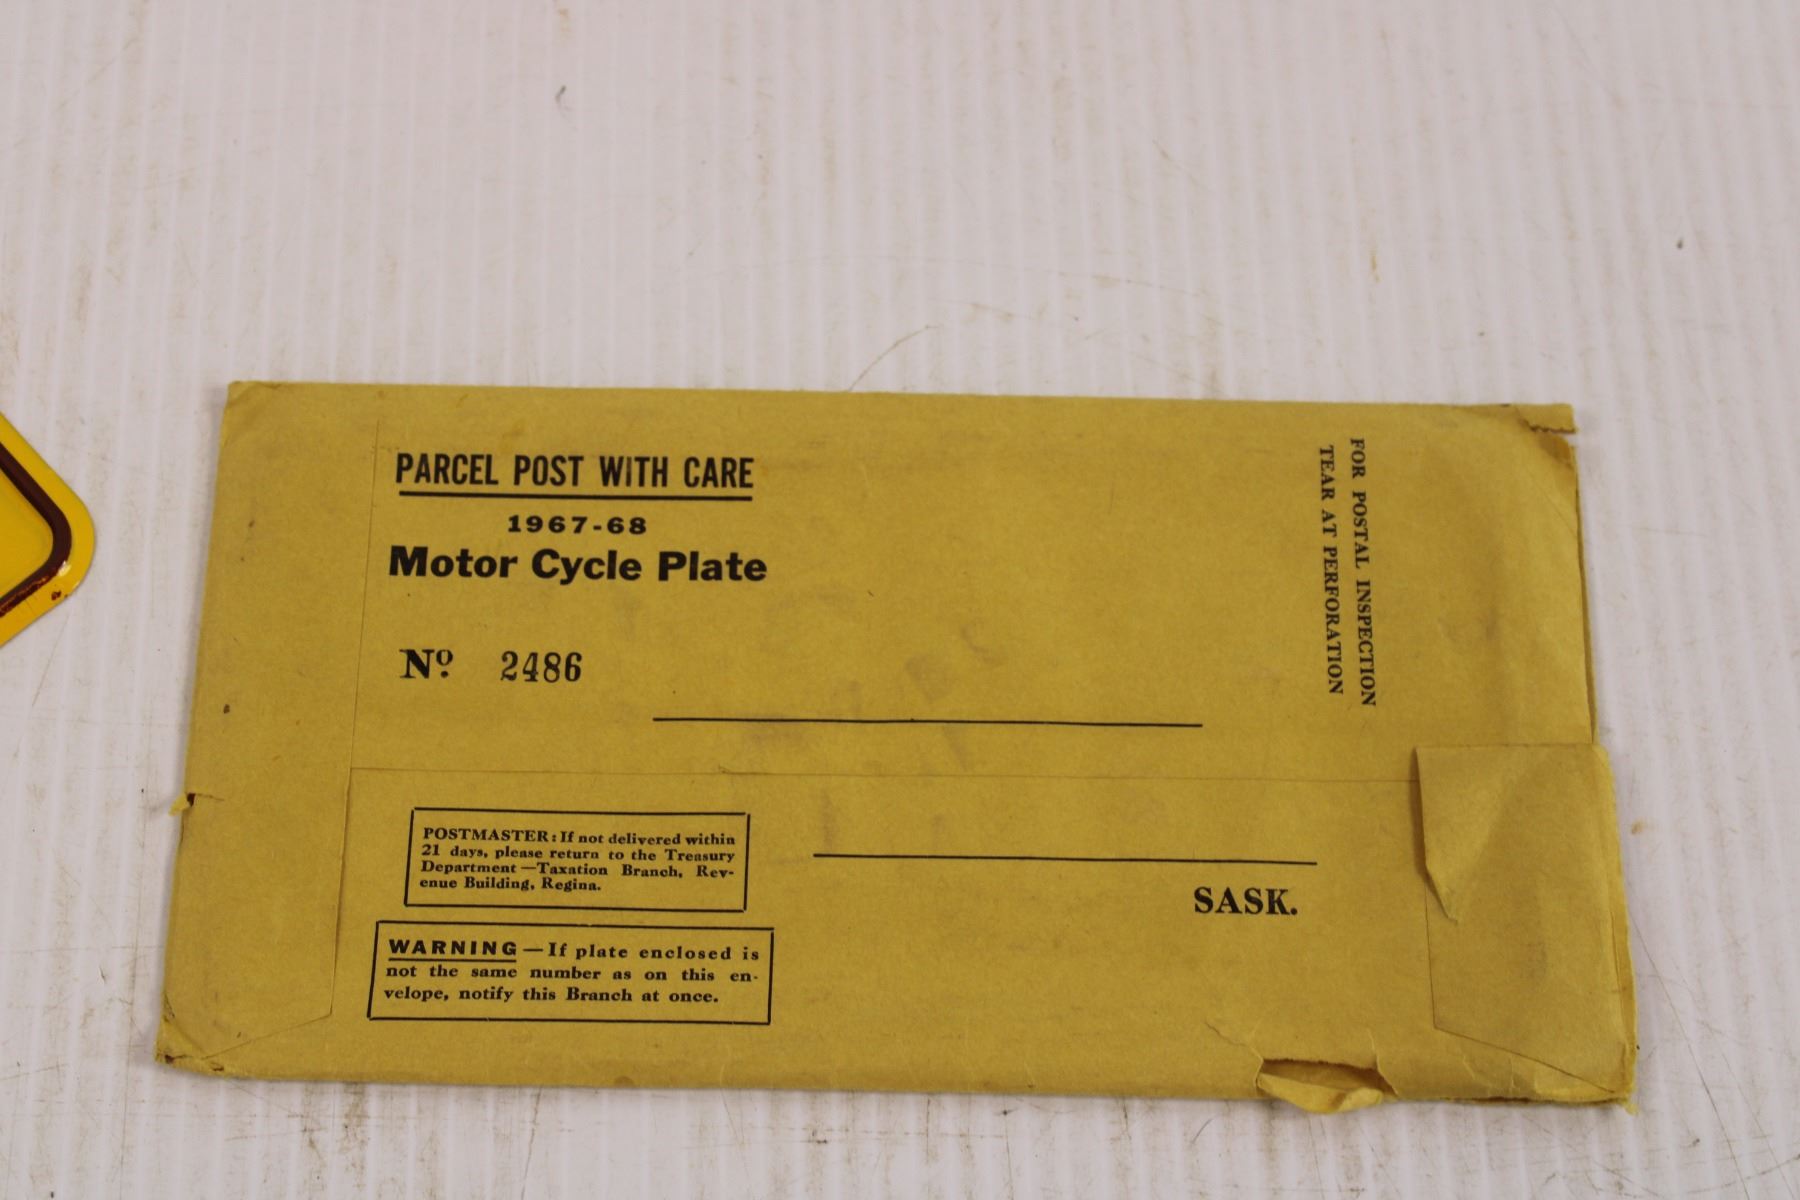 PARCEL POST WITH CARE
1967-68
Motor Cycle Plate
Nº. 2486
FOR POSTAL INSPECTION
TEAR AT PERFORATION
POSTMASTER: If not delivered within
21 days, please return to the Treasury
Department—Taxation Branch, Rev-
enue Building, Regina.
SASK.
WARNING—If plate enclosed is
not the same number as on this en-
velope, notify this Branch at once.